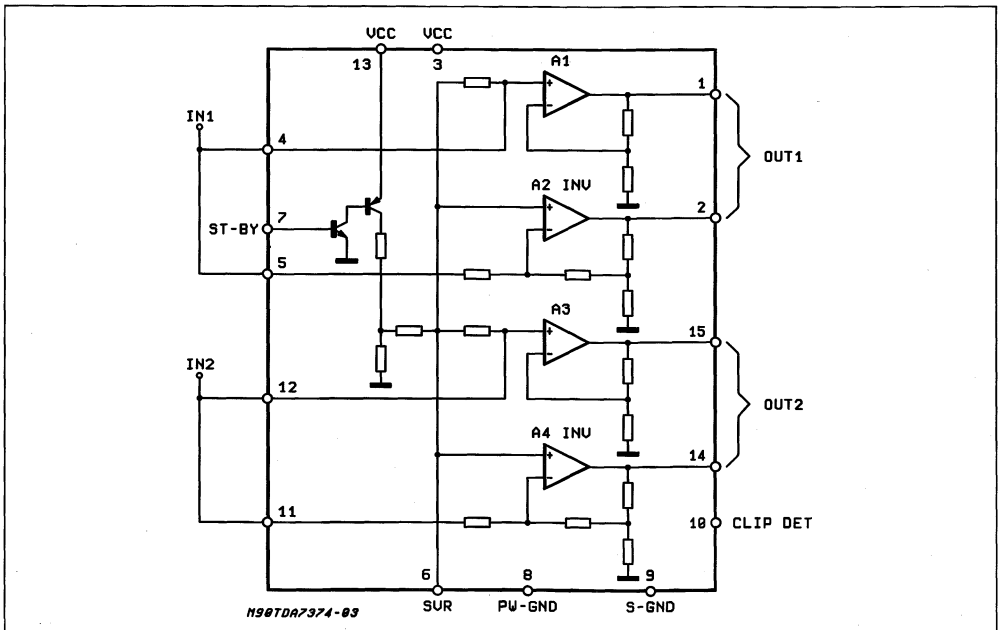 VCC VCC
13 3
A1
1
IN1
4
+
-
OUT1
A2 INV
2
7
ST-BY
+
-
5
A3
15
IN2
12
+
-
OUT2
A4 INV
14
+
-
11
10 CLIP DET
6 8 9
SVR PW-GND S-GND
M90TDA7374-03